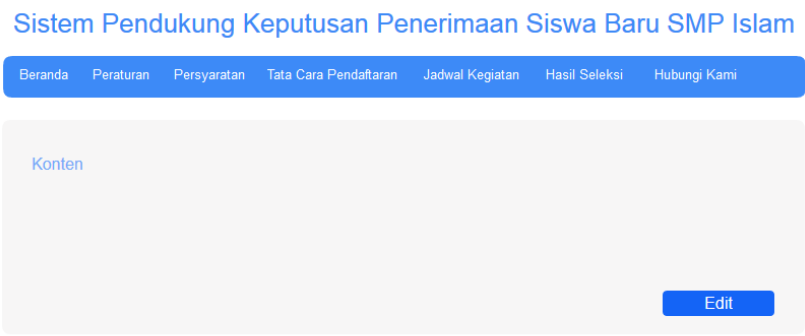 Sistem Pendukung Keputusan Penerimaan Siswa Baru SMP Islam
Beranda Peraturan Persyaratan Tata Cara Pendaftaran Jadwal Kegiatan Hasil Seleksi Hubungi Kami
Konten
Edit